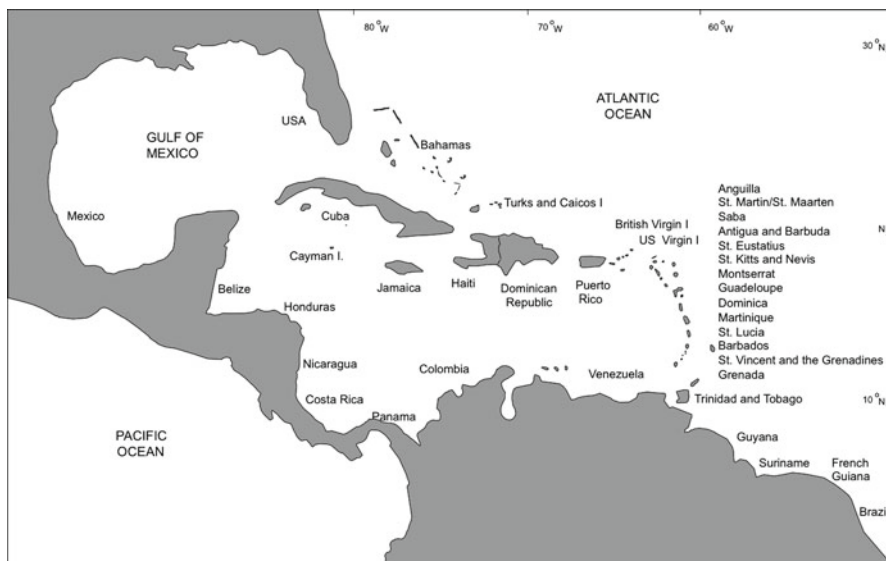 80 °W
70 °W
60 °W
30 °N
ATLANTIC
OCEAN
USA
GULF OF
MEXICO
Bahamas
Anguilla
St. Martin/St. Maarten
Saba
Antigua and Barbuda
St. Eustatius
St. Kitts and Nevis
Montserrat
Guadeloupe
Dominica
Martinique
St. Lucia
Barbados
St. Vincent and the Grenadines
Grenada
Turks and Caicos I
Mexico
Cuba
British Virgin I
US Virgin I
N
Cayman I.
Jamaica
Haiti
Dominican
Republic
Puerto
Rico
Belize
Honduras
Nicaragua
Colombia
Venezuela
Costa Rica
Trinidad and Tobago
10 °N
Panama
PACIFIC
OCEAN
Guyana
Suriname
French
Guiana
Brazi